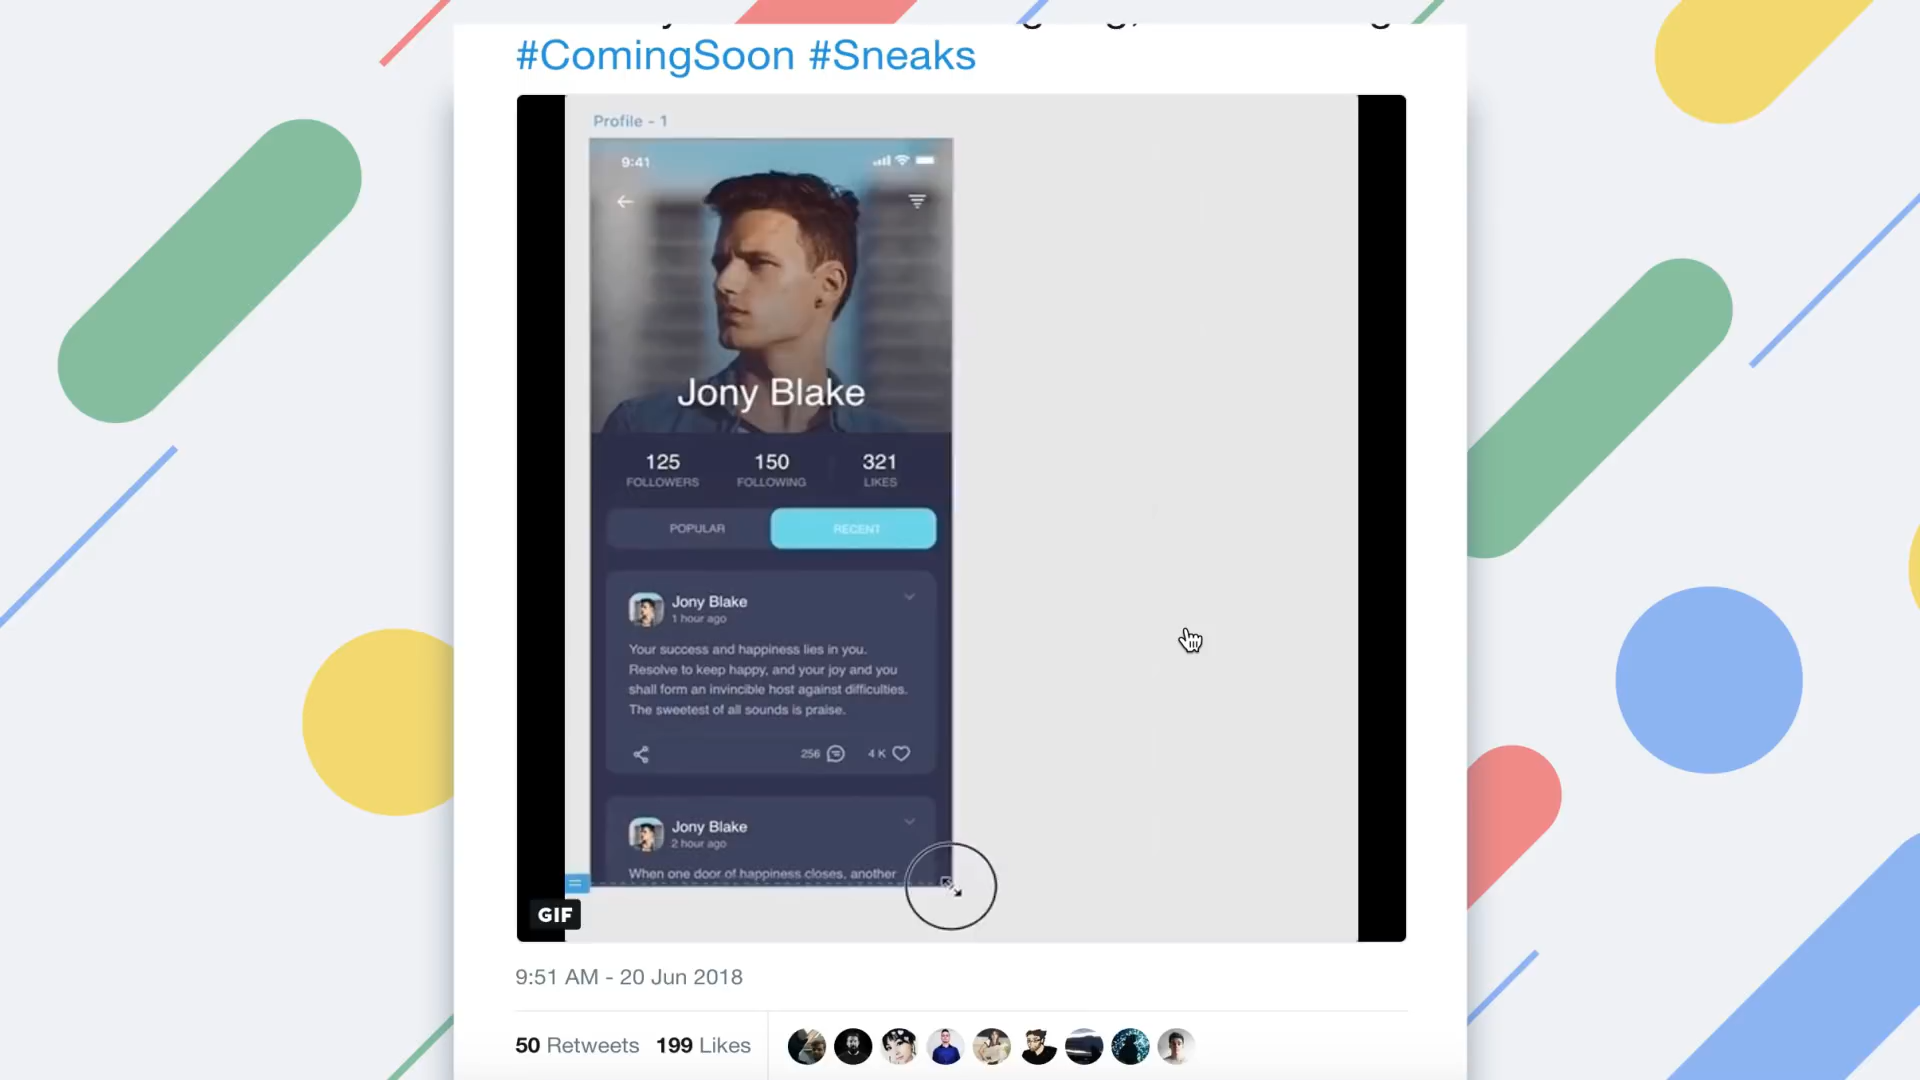 #ComingSoon #Sneaks
Profile - 1
9:41
Jony Blake
125 150 321
FOLLOWERS FOLLOWING LIKES
POPULAR RECENT
Jony Blake
1 hour ago
Your success and happiness lies in you.
Resolve to keep happy, and your joy and you
shall form an invincible host against difficulties.
The sweetest of all sounds is praise.
256 4 K
Jony Blake
2 hour ago
When one door of happiness closes, another
GIF
9:51 AM - 20 Jun 2018
50 Retweets 199 Likes